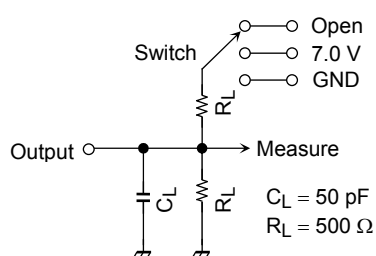 Open
Switch
7.0 V
GND
RL
Output
Measure
CL
RL
CL = 50 pF
RL = 500 Ω